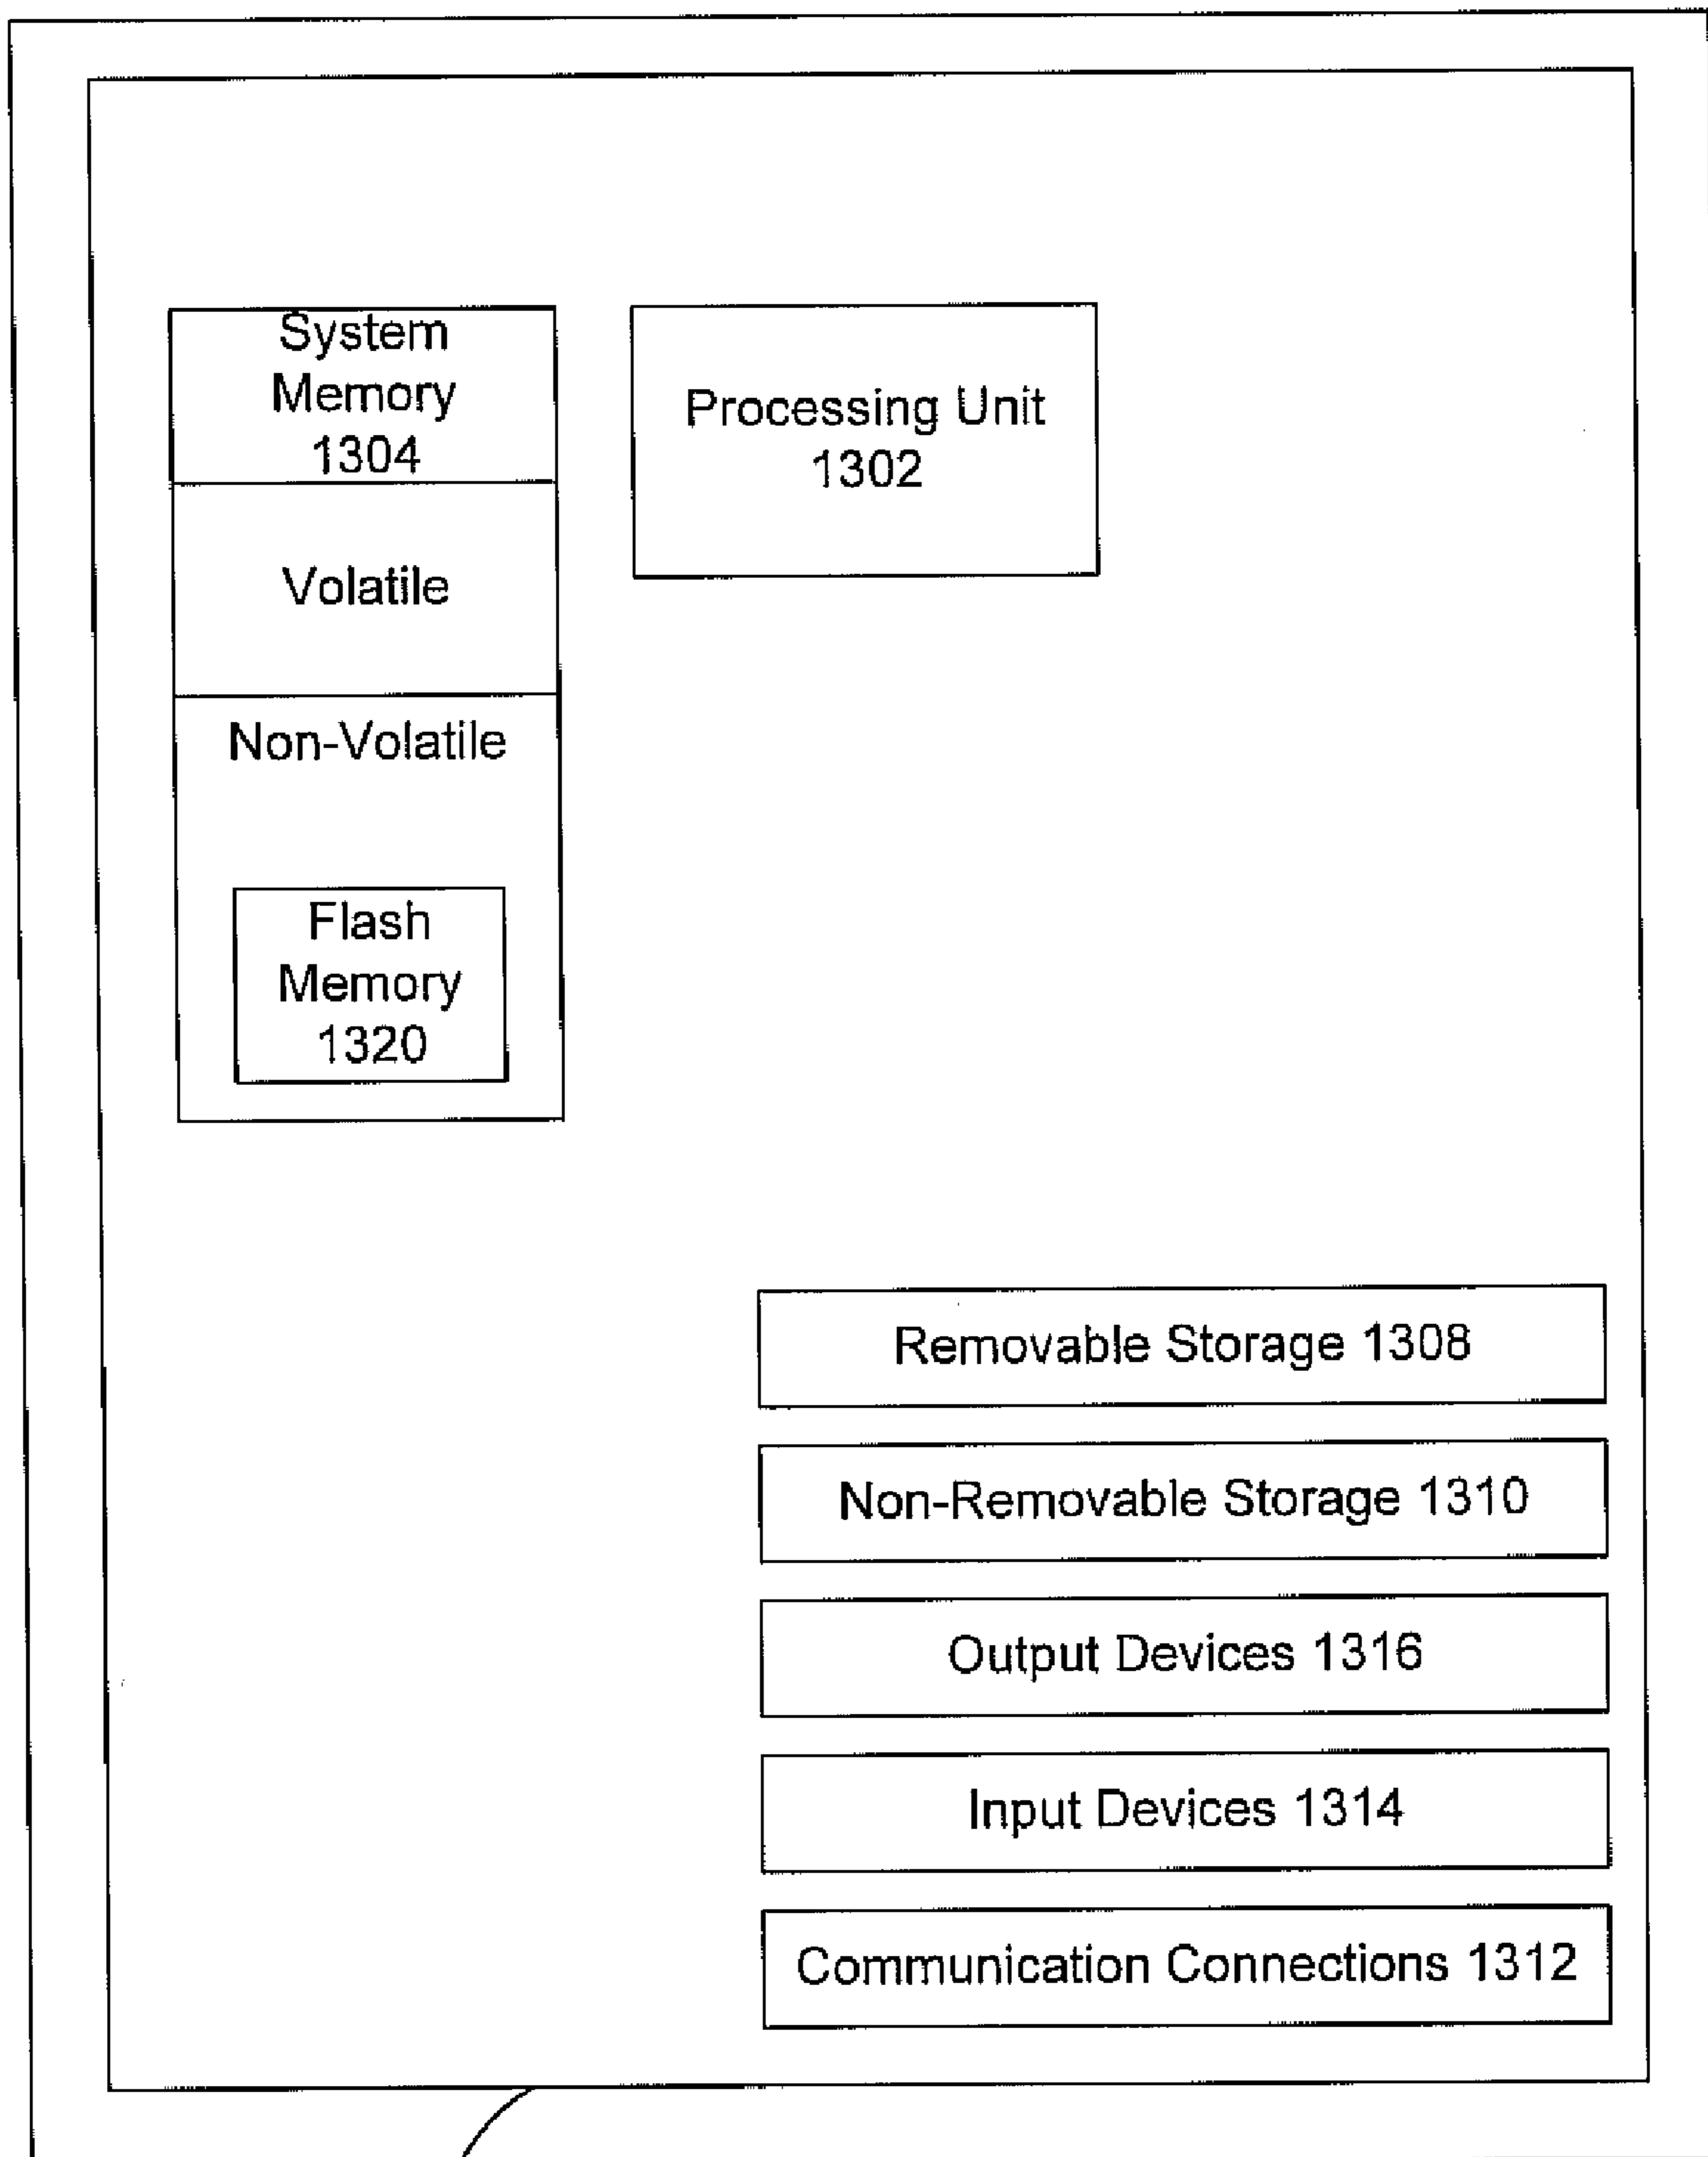 System
Memory
1304
Processing Unit
1302
Volatile
Non-Volatile
Flash
Memory
1320
Removable Storage 1308
Non-Removable Storage 1310
Output Devices 1316
Input Devices 1314
Communication Connections 1312